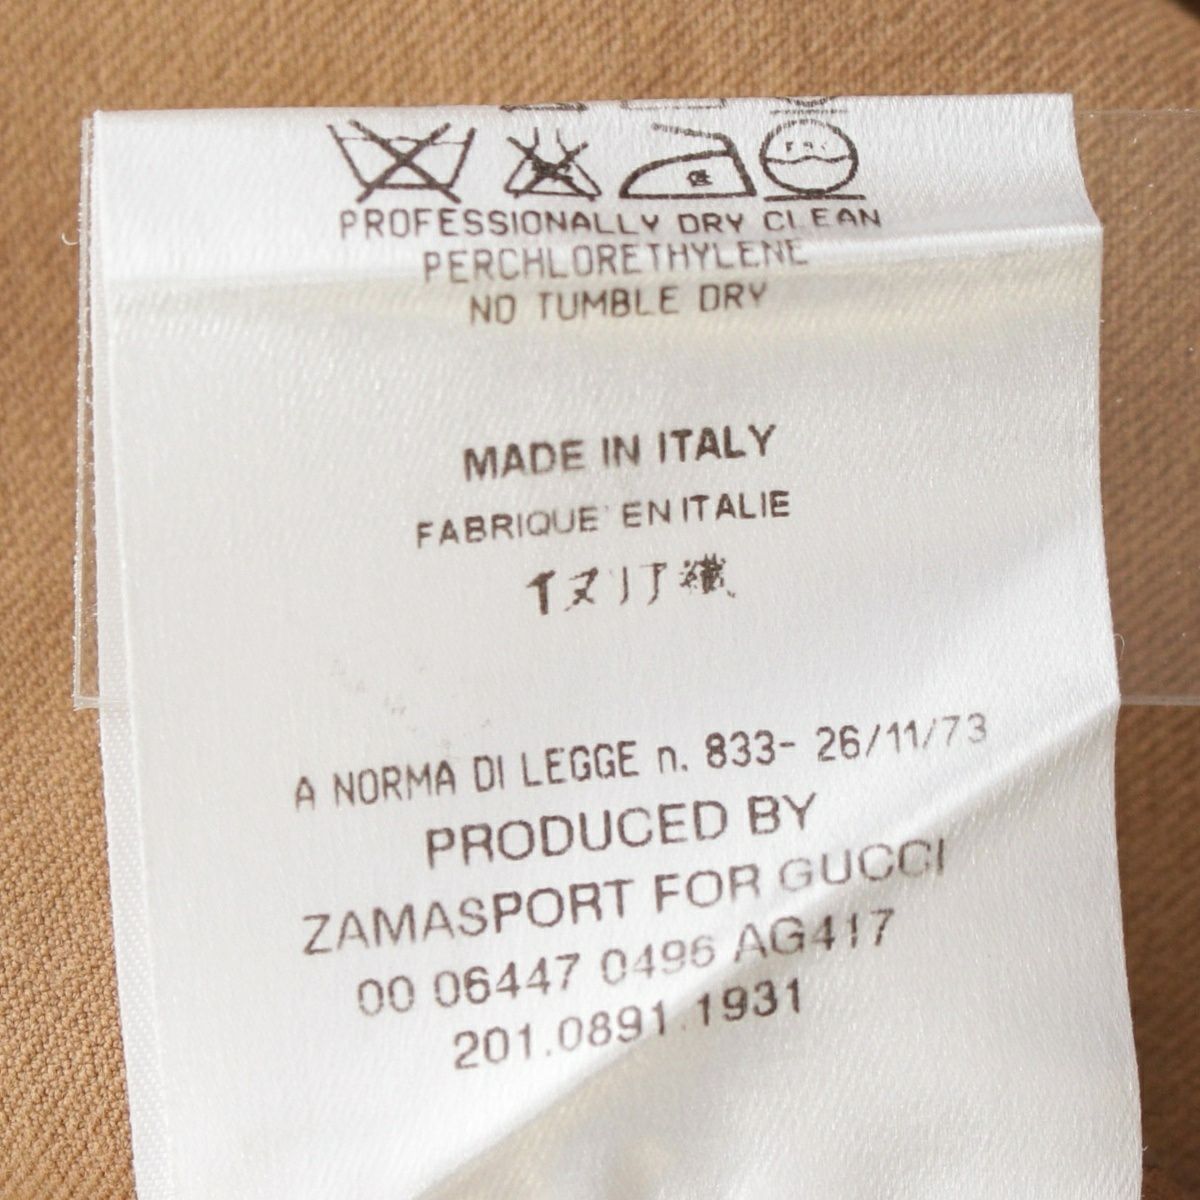 PROFESSIONALLY DRY CLEAN
PERCHLORETHYLENE
NO TUMBLE DRY
MADE IN ITALY
FABRIQUE EN ITALIE
A NORMA DI LEGGE n. 833- 26/11/73
PRODUCED BY
ZAMASPORT FOR GUCCI
00 06447 0496 AG417
201.0891.1931